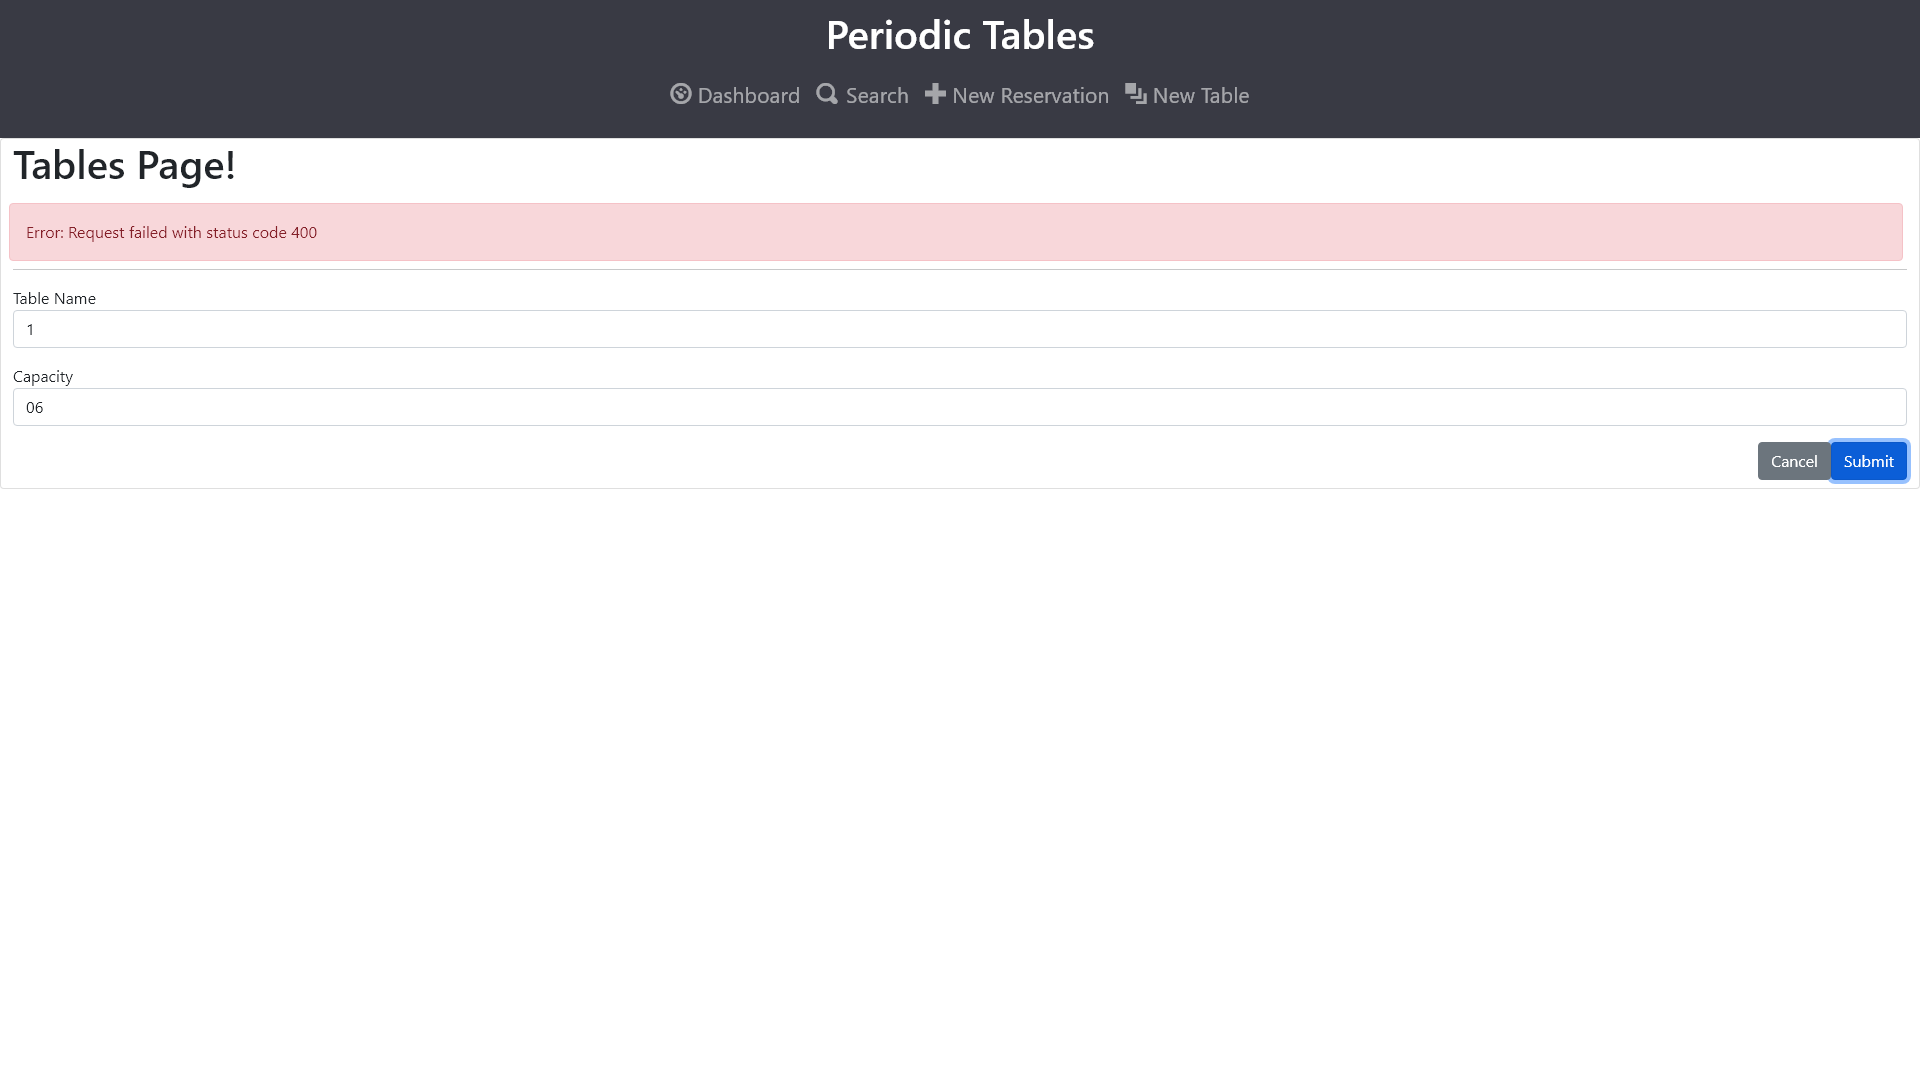 Periodic Tables
Dashboard Search New Reservation New Table
Tables Page!
Error: Request failed with status code 400
Table Name
1
Capacity
06
Cancel Submit